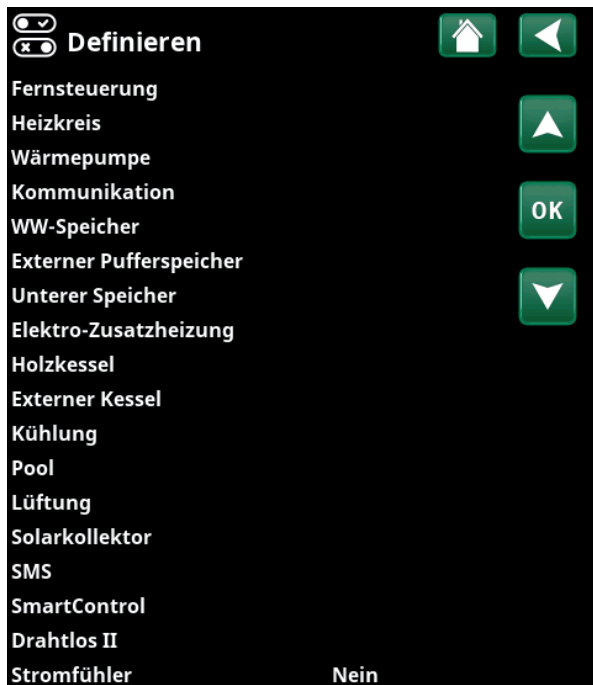 Definieren
Fernsteuerung
Heizkreis
Wärmepumpe
Kommunikation
OK
WW-Speicher
Externer Pufferspeicher
Unterer Speicher
Elektro-Zusatzheizung
Holzkessel
Externer Kessel
Kühlung
Pool
Lüftung
Solarkollektor
SMS
SmartControl
Drahtlos II
Stromfühler Nein